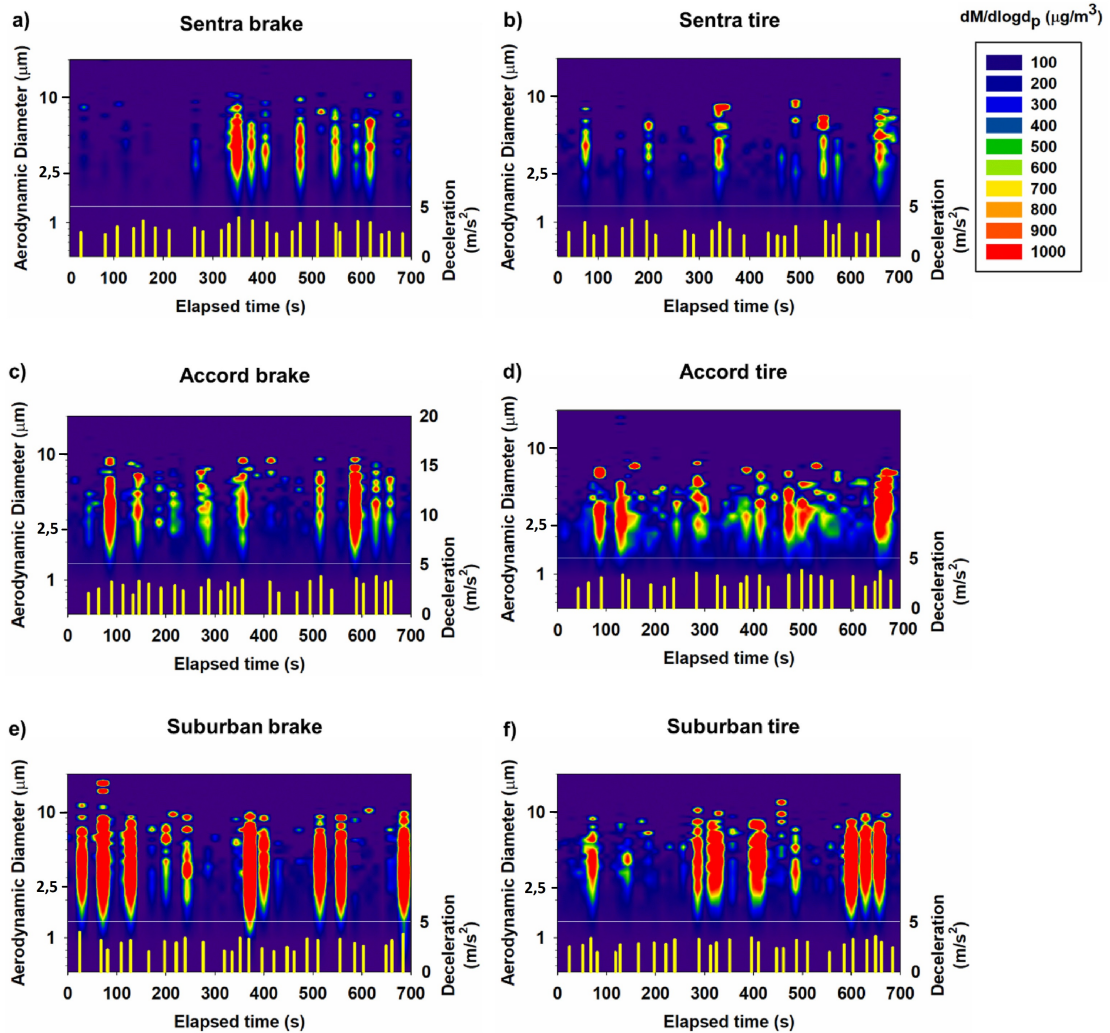 a) Sentra brake
Aerodynamic Diameter (μm)
10
2,5
1
5
0
Deceleration
(m/s²)
0 100 200 300 400 500 600 700
Elapsed time (s)
b) Sentra tire
Aerodynamic Diameter (μm)
10
2,5
1
5
0
Deceleration
(m/s²)
0 100 200 300 400 500 600 700
Elapsed time (s)
dM/dlogdp (μg/m³)
100
200
300
400
500
600
700
800
900
1000
c) Accord brake
Aerodynamic Diameter (μm)
10
2,5
1
20
15
10
5
0
Deceleration
(m/s²)
0 100 200 300 400 500 600 700
Elapsed time (s)
d) Accord tire
Aerodynamic Diameter (μm)
10
2,5
1
5
0
Deceleration
(m/s²)
0 100 200 300 400 500 600 700
Elapsed time (s)
e) Suburban brake
Aerodynamic Diameter (μm)
10
2,5
1
5
0
Deceleration
(m/s²)
0 100 200 300 400 500 600 700
Elapsed time (s)
f) Suburban tire
Aerodynamic Diameter (μm)
10
2,5
1
5
0
Deceleration
(m/s²)
0 100 200 300 400 500 600 700
Elapsed time (s)